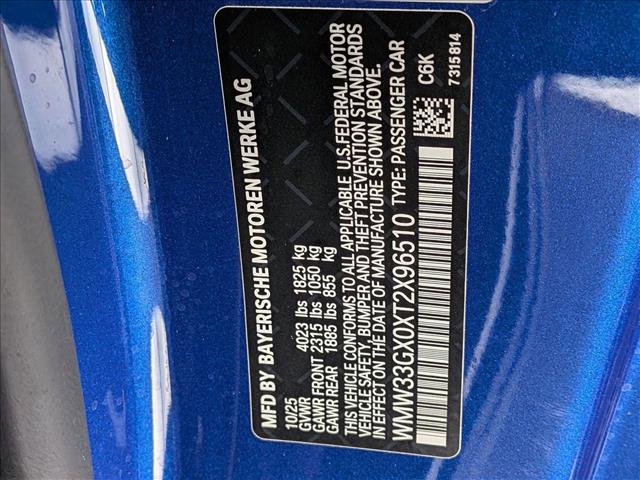 MFD BY BAYERISCHE MOTOREN WERKE AG
10/25
GVWR 4023 lbs 1825 kg
GAWR FRONT 2315 lbs 1050 kg
GAWR REAR 1885 lbs 855 kg
THIS VEHICLE CONFORMS TO ALL APPLICABLE U.S. FEDERAL MOTOR
VEHICLE SAFETY, BUMPER AND THEFT PREVENTION STANDARDS
IN EFFECT ON THE DATE OF MANUFACTURE SHOWN ABOVE.
WMW33GX0XT2X96510 TYPE: PASSENGER CAR
C6K
7315814